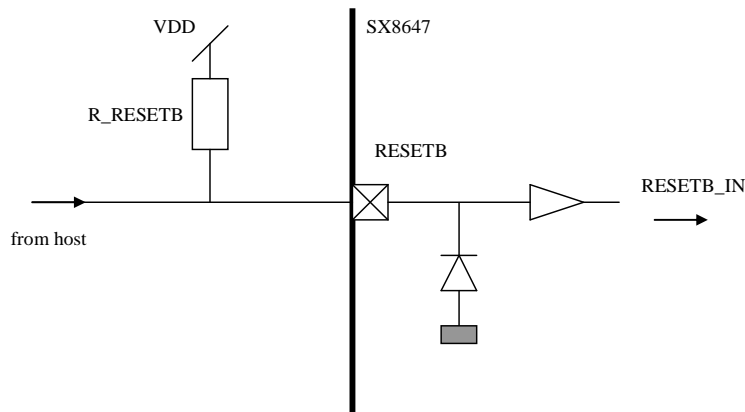 VDD
SX8647
R_RESETB
RESETB
RESETB_IN
from host